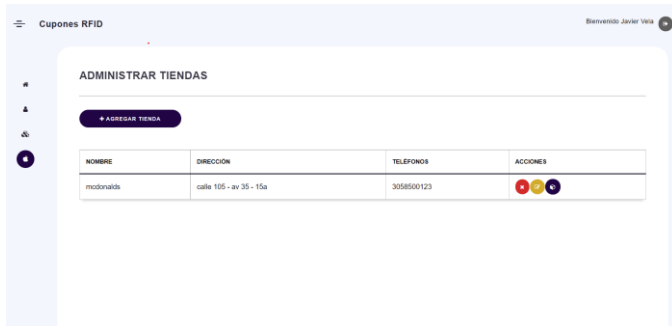 Cupones RFID
Bienvenido Javier Vela
ADMINISTRAR TIENDAS
+ AGREGAR TIENDA
NOMBRE DIRECCIÓN TELÉFONOS ACCIONES
mcdonalds calle 105 - av 35 - 15a 3058500123